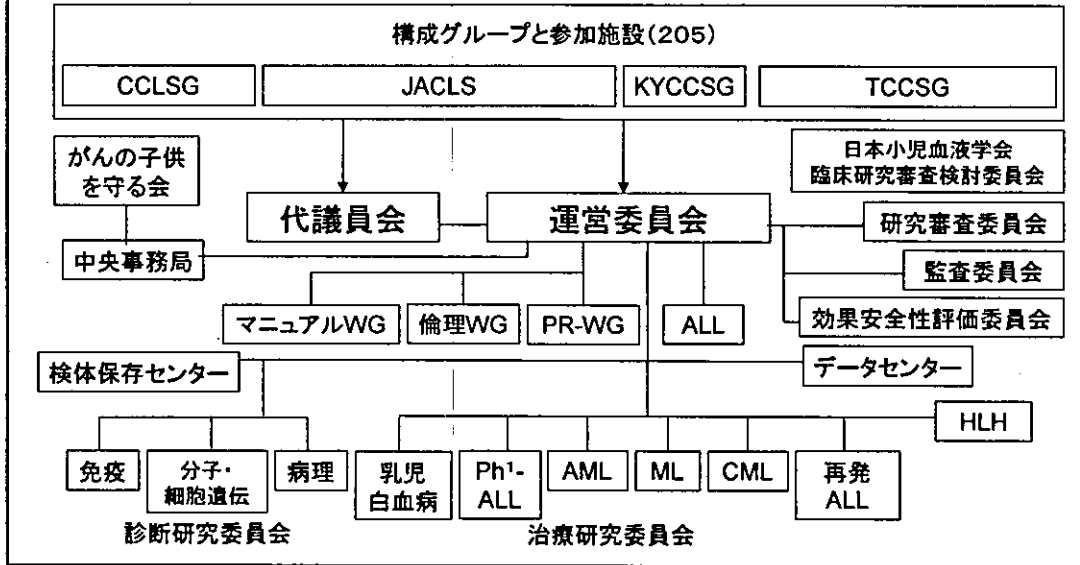 構成グループと参加施設(205)
CCLSG
JACLS
KYCCSG
TCCSG
がんの子供
を守る会
日本小児血液学会
臨床研究審査検討委員会
代議員会
運営委員会
研究審査委員会
中央事務局
監査委員会
マニュアルWG
倫理WG
PR-WG
ALL
効果安全性評価委員会
検体保存センター
データセンター
HLH
免疫
分子・
細胞遺伝
病理
乳児
白血病
Ph¹-
ALL
AML
ML
CML
再発
ALL
診断研究委員会
治療研究委員会